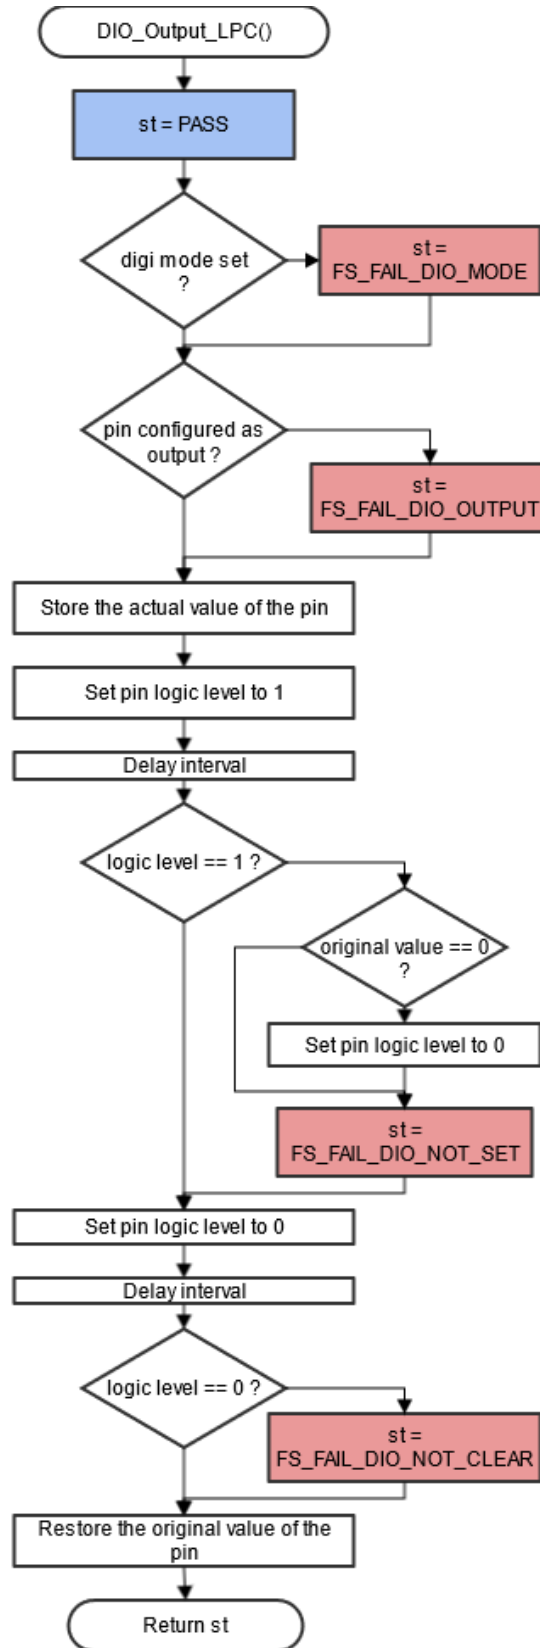 DIO_Output_LPC()
st = PASS
digi mode set
?
st =
FS_FAIL_DIO_MODE
pin configured as
output ?
st =
FS_FAIL_DIO_OUTPUT
Store the actual value of the pin
Set pin logic level to 1
Delay interval
logic level == 1 ?
original value == 0
?
Set pin logic level to 0
st =
FS_FAIL_DIO_NOT_SET
Set pin logic level to 0
Delay interval
logic level == 0 ?
st =
FS_FAIL_DIO_NOT_CLEAR
Restore the original value of the
pin
Return st